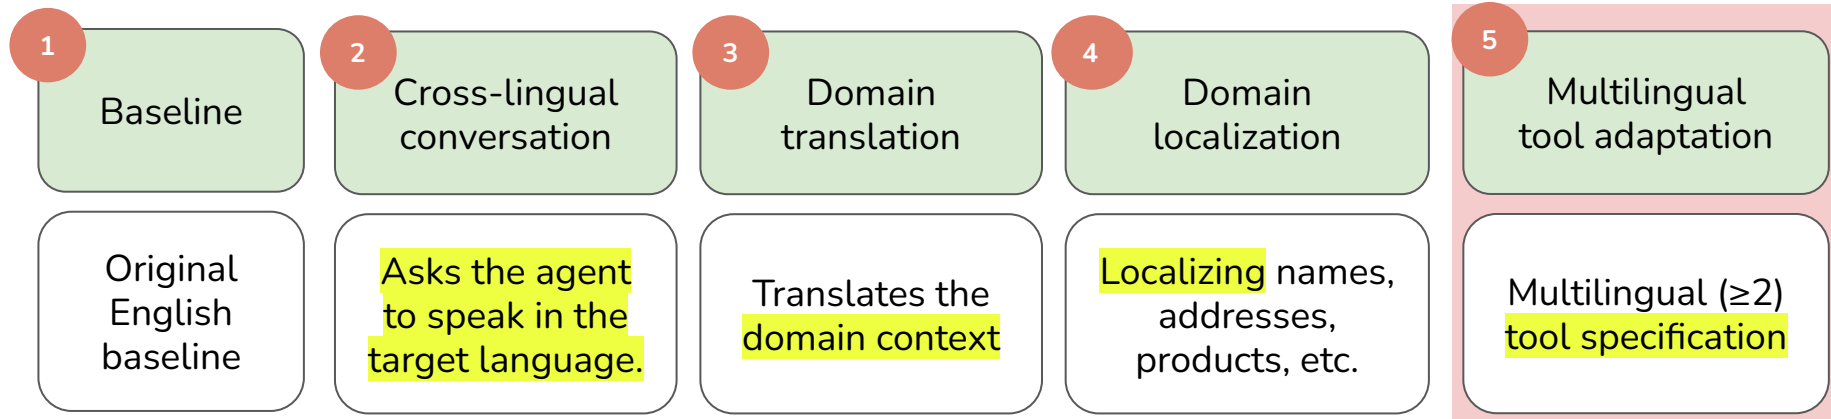 1
Baseline
Original
English
baseline
2
Cross-lingual
conversation
Asks the agent
to speak in the
target language.
3
Domain
translation
Translates the
domain context
4
Domain
localization
Localizing names,
addresses,
products, etc.
5
Multilingual
tool adaptation
Multilingual (≥2)
tool specification